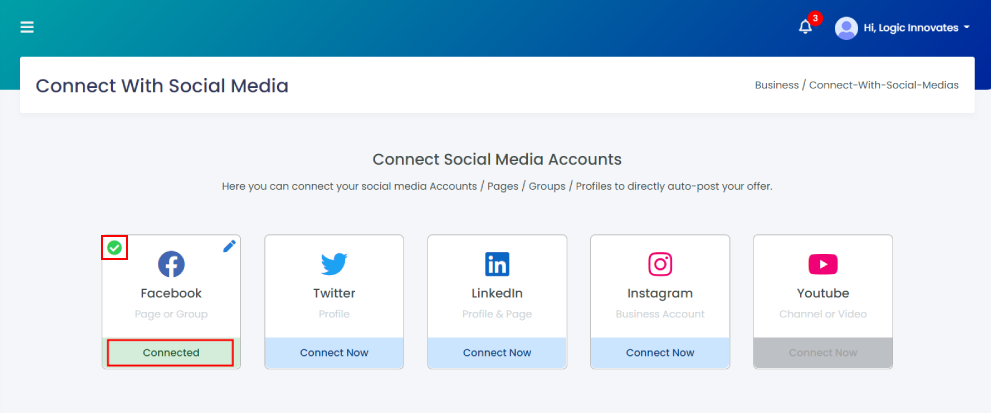 3
Hi, Logic Innovates
Connect With Social Media
Business / Connect-With-Social-Medias
Connect Social Media Accounts
Here you can connect your social media Accounts / Pages / Groups / Profiles to directly auto-post your offer.
Facebook
Page or Group
Connected
Twitter
Profile
Connect Now
LinkedIn
Profile & Page
Connect Now
Instagram
Business Account
Connect Now
Youtube
Channel or Video
Connect Now